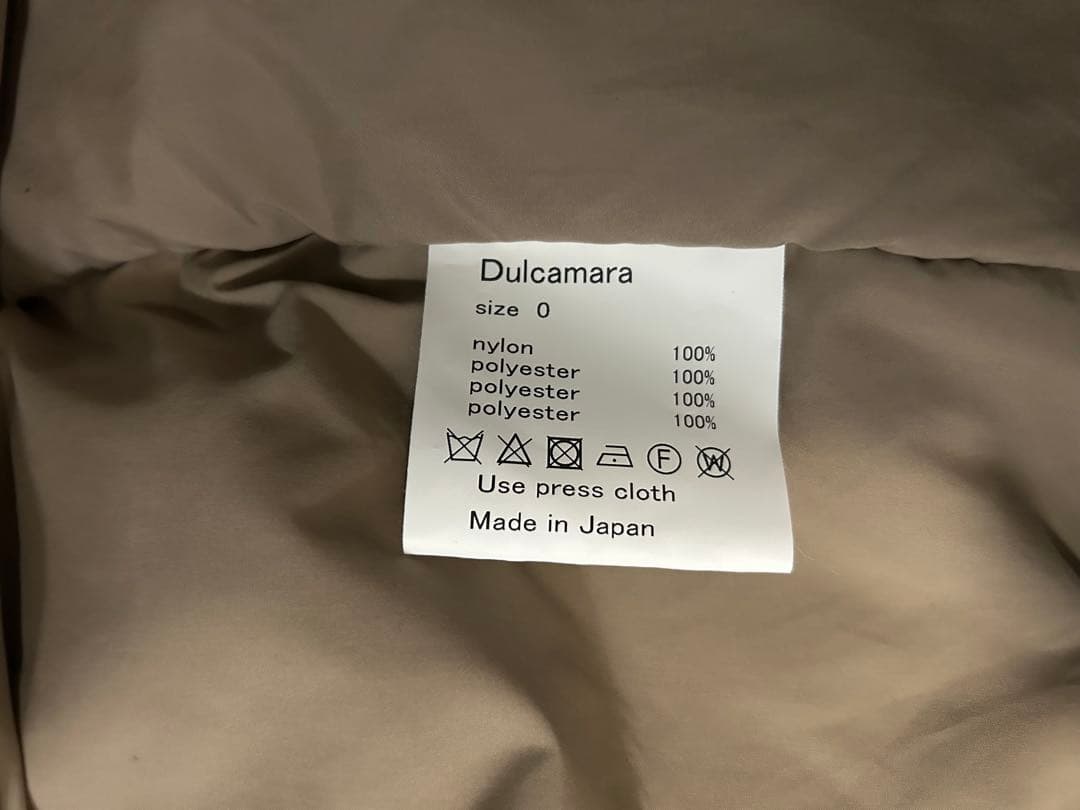 Dulcamara
size 0
nylon 100%
polyester 100%
polyester 100%
polyester 100%
F W
Use press cloth
Made in Japan